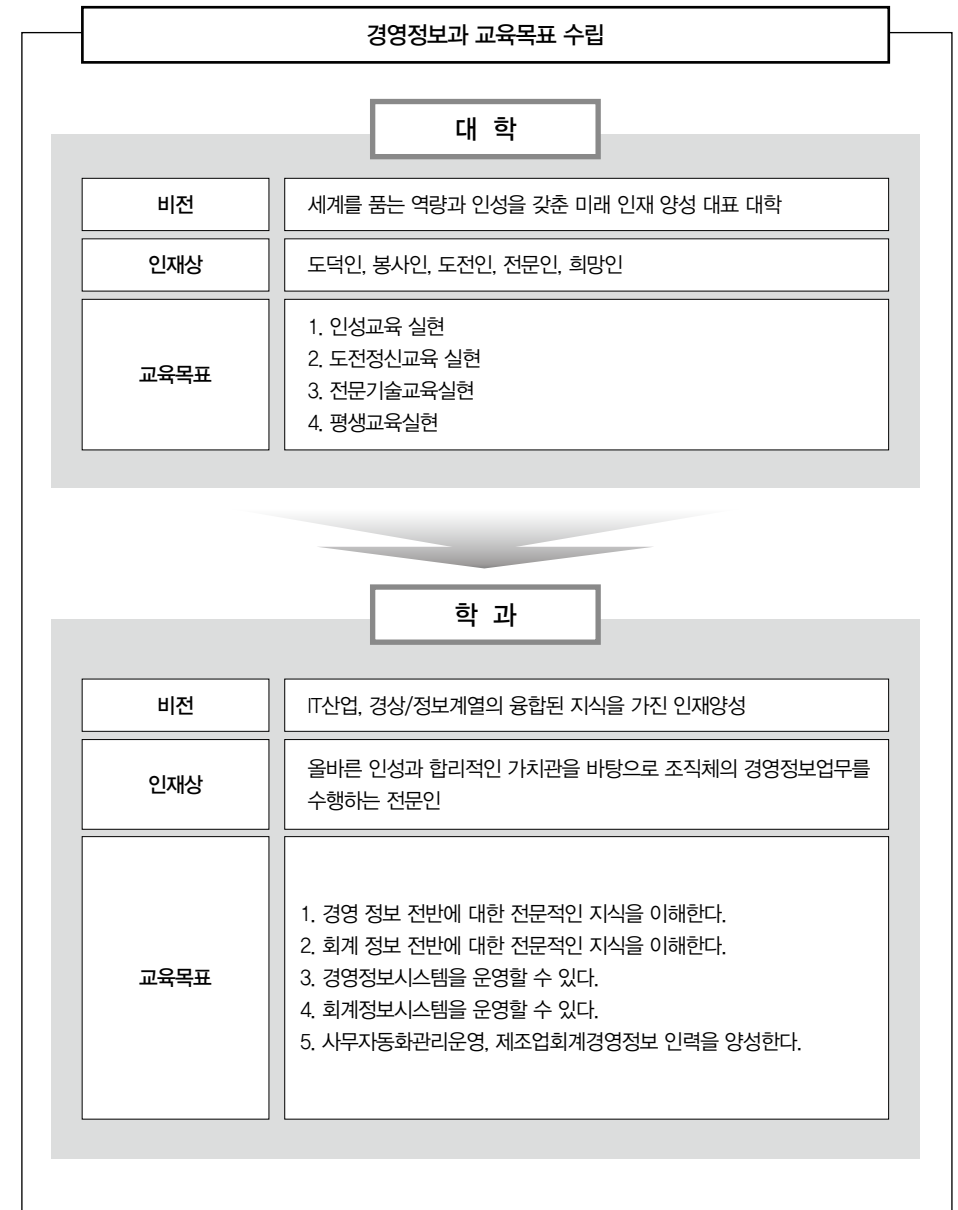 경영정보과 교육목표 수립
대 학
비전
세계를 품는 역량과 인성을 갖춘 미래 인재 양성 대표 대학
인재상
도덕인, 봉사인, 도전인, 전문인, 희망인
교육목표
1. 인성교육 실현
2. 도전정신교육 실현
3. 전문기술교육실현
4. 평생교육실현
학 과
비전
IT산업, 경상/정보계열의 융합된 지식을 가진 인재양성
인재상
올바른 인성과 합리적인 가치관을 바탕으로 조직체의 경영정보업무를
수행하는 전문인
교육목표
1. 경영 정보 전반에 대한 전문적인 지식을 이해한다.
2. 회계 정보 전반에 대한 전문적인 지식을 이해한다.
3. 경영정보시스템을 운영할 수 있다.
4. 회계정보시스템을 운영할 수 있다.
5. 사무자동화관리운영, 제조업회계경영정보 인력을 양성한다.